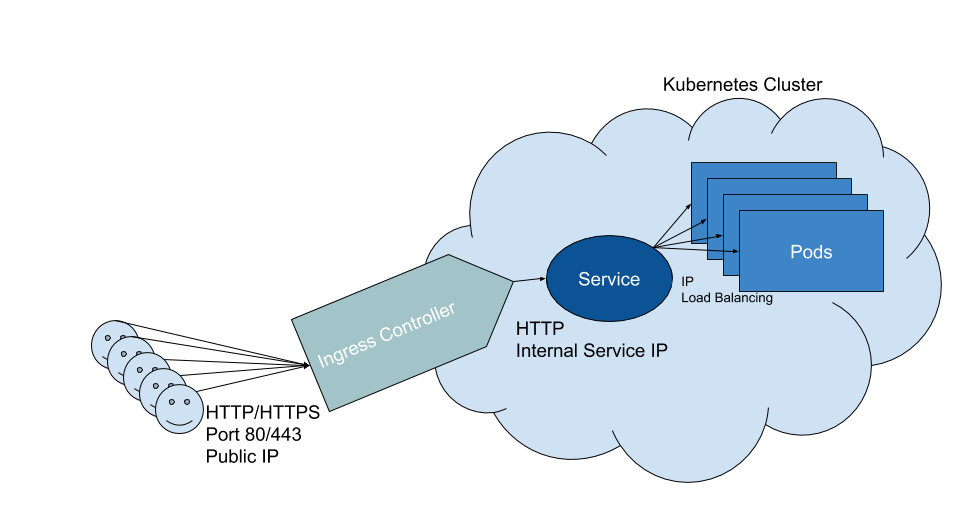 Kubernetes Cluster
Pods
Service
IP
Load Balancing
Ingress Controller
HTTP
Internal Service IP
HTTP/HTTPS
Port 80/443
Public IP